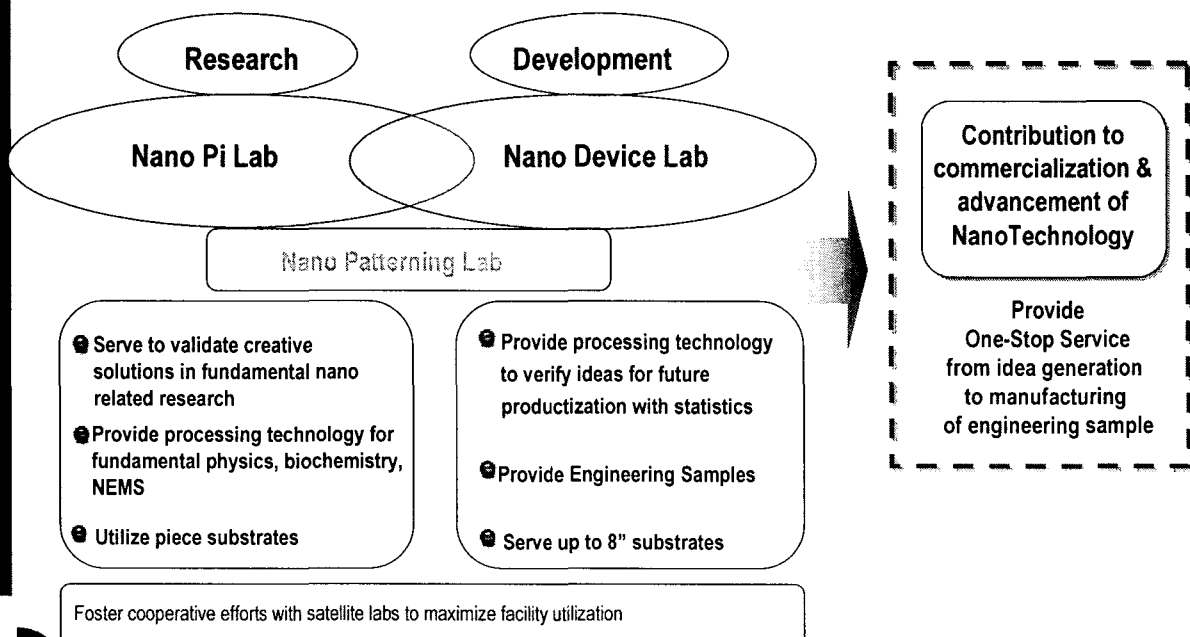 Research
Development
Nano Pi Lab
Nano Device Lab
Nano Patterning Lab
Serve to validate creative
solutions in fundamental nano
related research
Provide processing technology for
fundamental physics, biochemistry,
NEMS
Utilize piece substrates
Provide processing technology
to verify ideas for future
productization with statistics
Provide Engineering Samples
Serve up to 8" substrates
Foster cooperative efforts with satellite labs to maximize facility utilization
Contribution to
commercialization &
advancement of
NanoTechnology
Provide
One-Stop Service
from idea generation
to manufacturing
of engineering sample